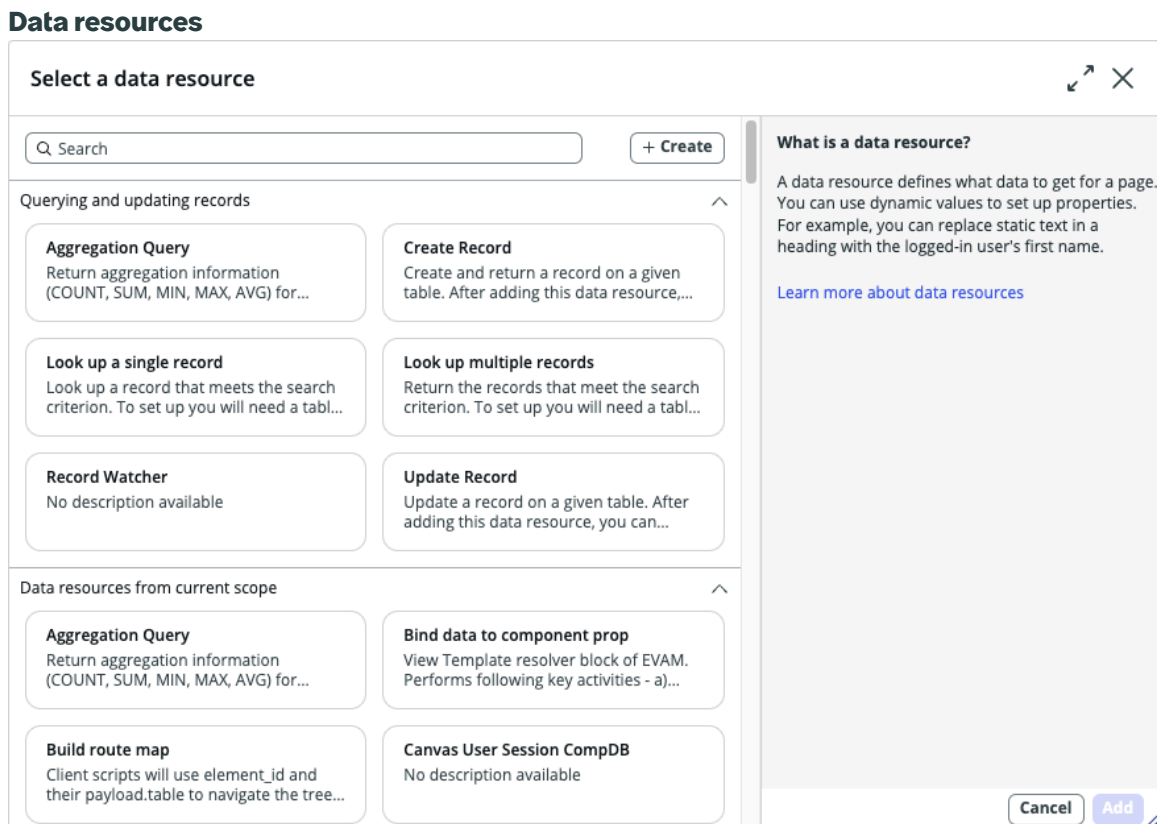 Data resources
Select a data resource
Search
+ Create
Querying and updating records
Aggregation Query
Return aggregation information
(COUNT, SUM, MIN, MAX, AVG) for...
Create Record
Create and return a record on a given
table. After adding this data resource,...
Look up a single record
Look up a record that meets the search
criterion. To set up you will need a tabl...
Look up multiple records
Return the records that meet the search
criterion. To set up you will need a tabl...
Record Watcher
No description available
Update Record
Update a record on a given table. After
adding this data resource, you can...
Data resources from current scope
Aggregation Query
Return aggregation information
(COUNT, SUM, MIN, MAX, AVG) for...
Bind data to component prop
View Template resolver block of EVAM.
Performs following key activities - a)...
Build route map
Client scripts will use element_id and
their payload.table to navigate the tree...
Canvas User Session CompDB
No description available
What is a data resource?
A data resource defines what data to get for a page.
You can use dynamic values to set up properties.
For example, you can replace static text in a
heading with the logged-in user's first name.
Learn more about data resources
Cancel
Add